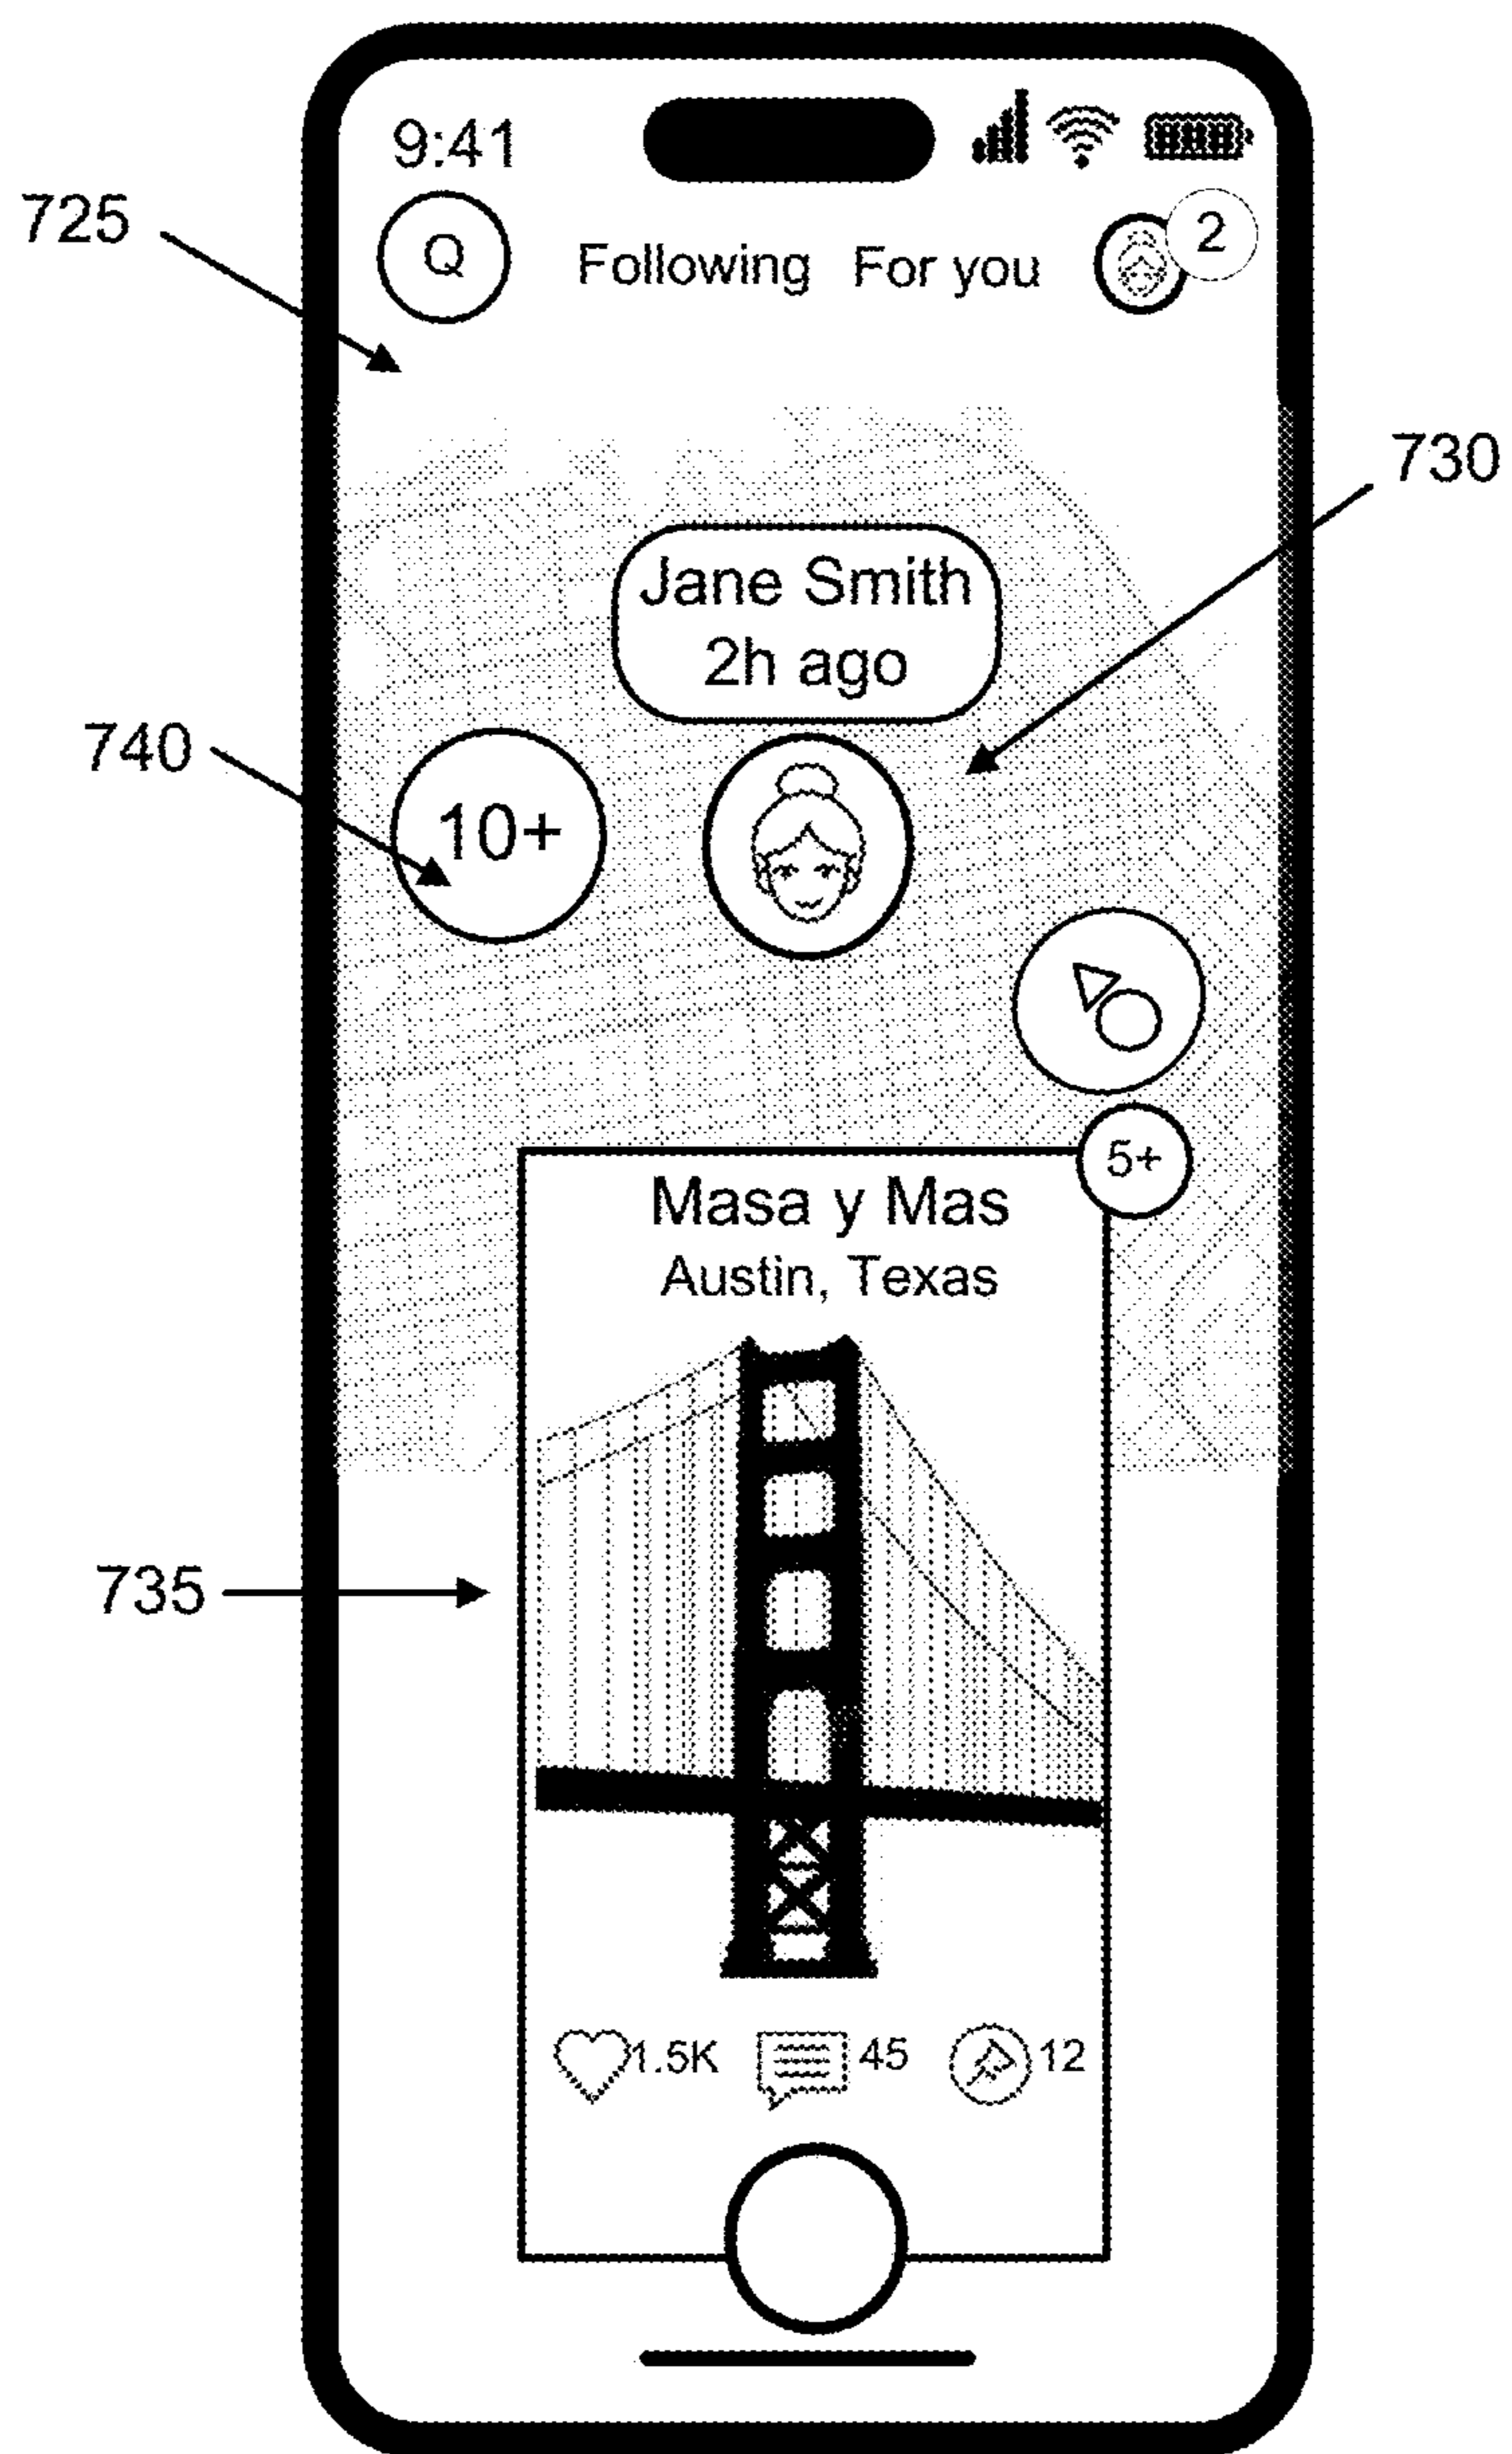 9:41
725
Q Following For you 2
730
Jane Smith
2h ago
740
10+
5+
Masa y Mas
Austin, Texas
735
1.5K 45 12